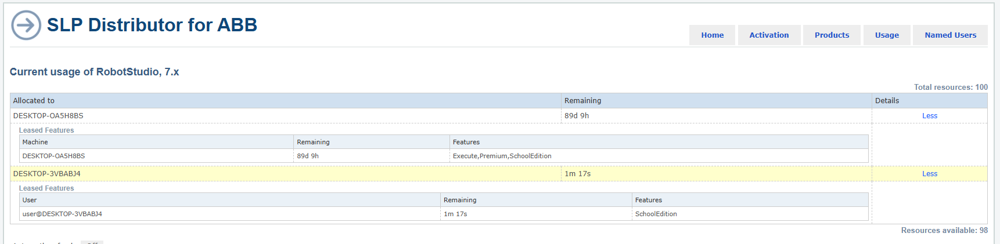 SLP Distributor for ABB
Home Activation Products Usage Named Users
Current usage of RobotStudio, 7.x
Total resources: 100
Allocated to Remaining Details
DESKTOP-OA5H8BS 89d 9h Less
Leased Features
Machine Remaining Features
DESKTOP-OA5H8BS 89d 9h Execute,Premium,SchoolEdition
DESKTOP-3VBABJ4 1m 17s Less
Leased Features
User Remaining Features
user@DESKTOP-3VBABJ4 1m 17s SchoolEdition
Resources available: 98